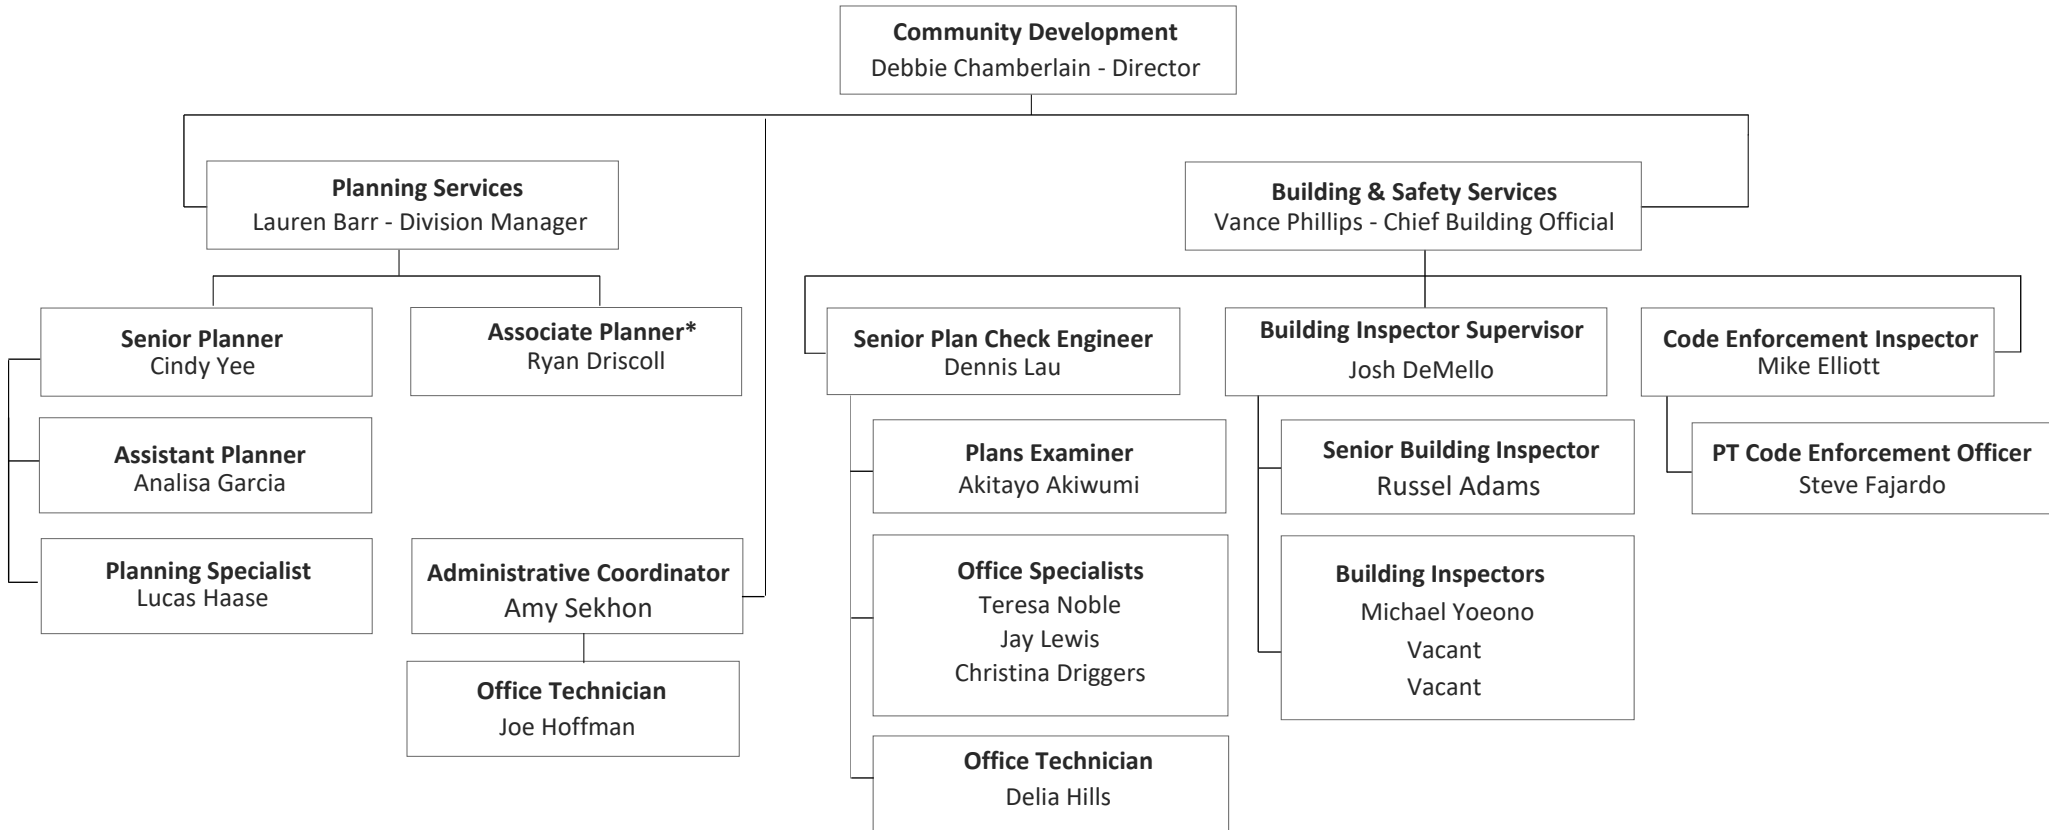 Community Development
Debbie Chamberlain - Director
Planning Services
Lauren Barr - Division Manager
Building & Safety Services
Vance Phillips - Chief Building Official
Senior Planner
Cindy Yee
Associate Planner*
Ryan Driscoll
Assistant Planner
Analisa Garcia
Planning Specialist
Lucas Haase
Administrative Coordinator
Amy Sekhon
Office Technician
Joe Hoffman
Senior Plan Check Engineer
Dennis Lau
Plans Examiner
Akitayo Akiwumi
Office Specialists
Teresa Noble
Jay Lewis
Christina Driggers
Office Technician
Delia Hills
Building Inspector Supervisor
Josh DeMello
Senior Building Inspector
Russel Adams
Building Inspectors
Michael Yoeono
Vacant
Vacant
Code Enforcement Inspector
Mike Elliott
PT Code Enforcement Officer
Steve Fajardo